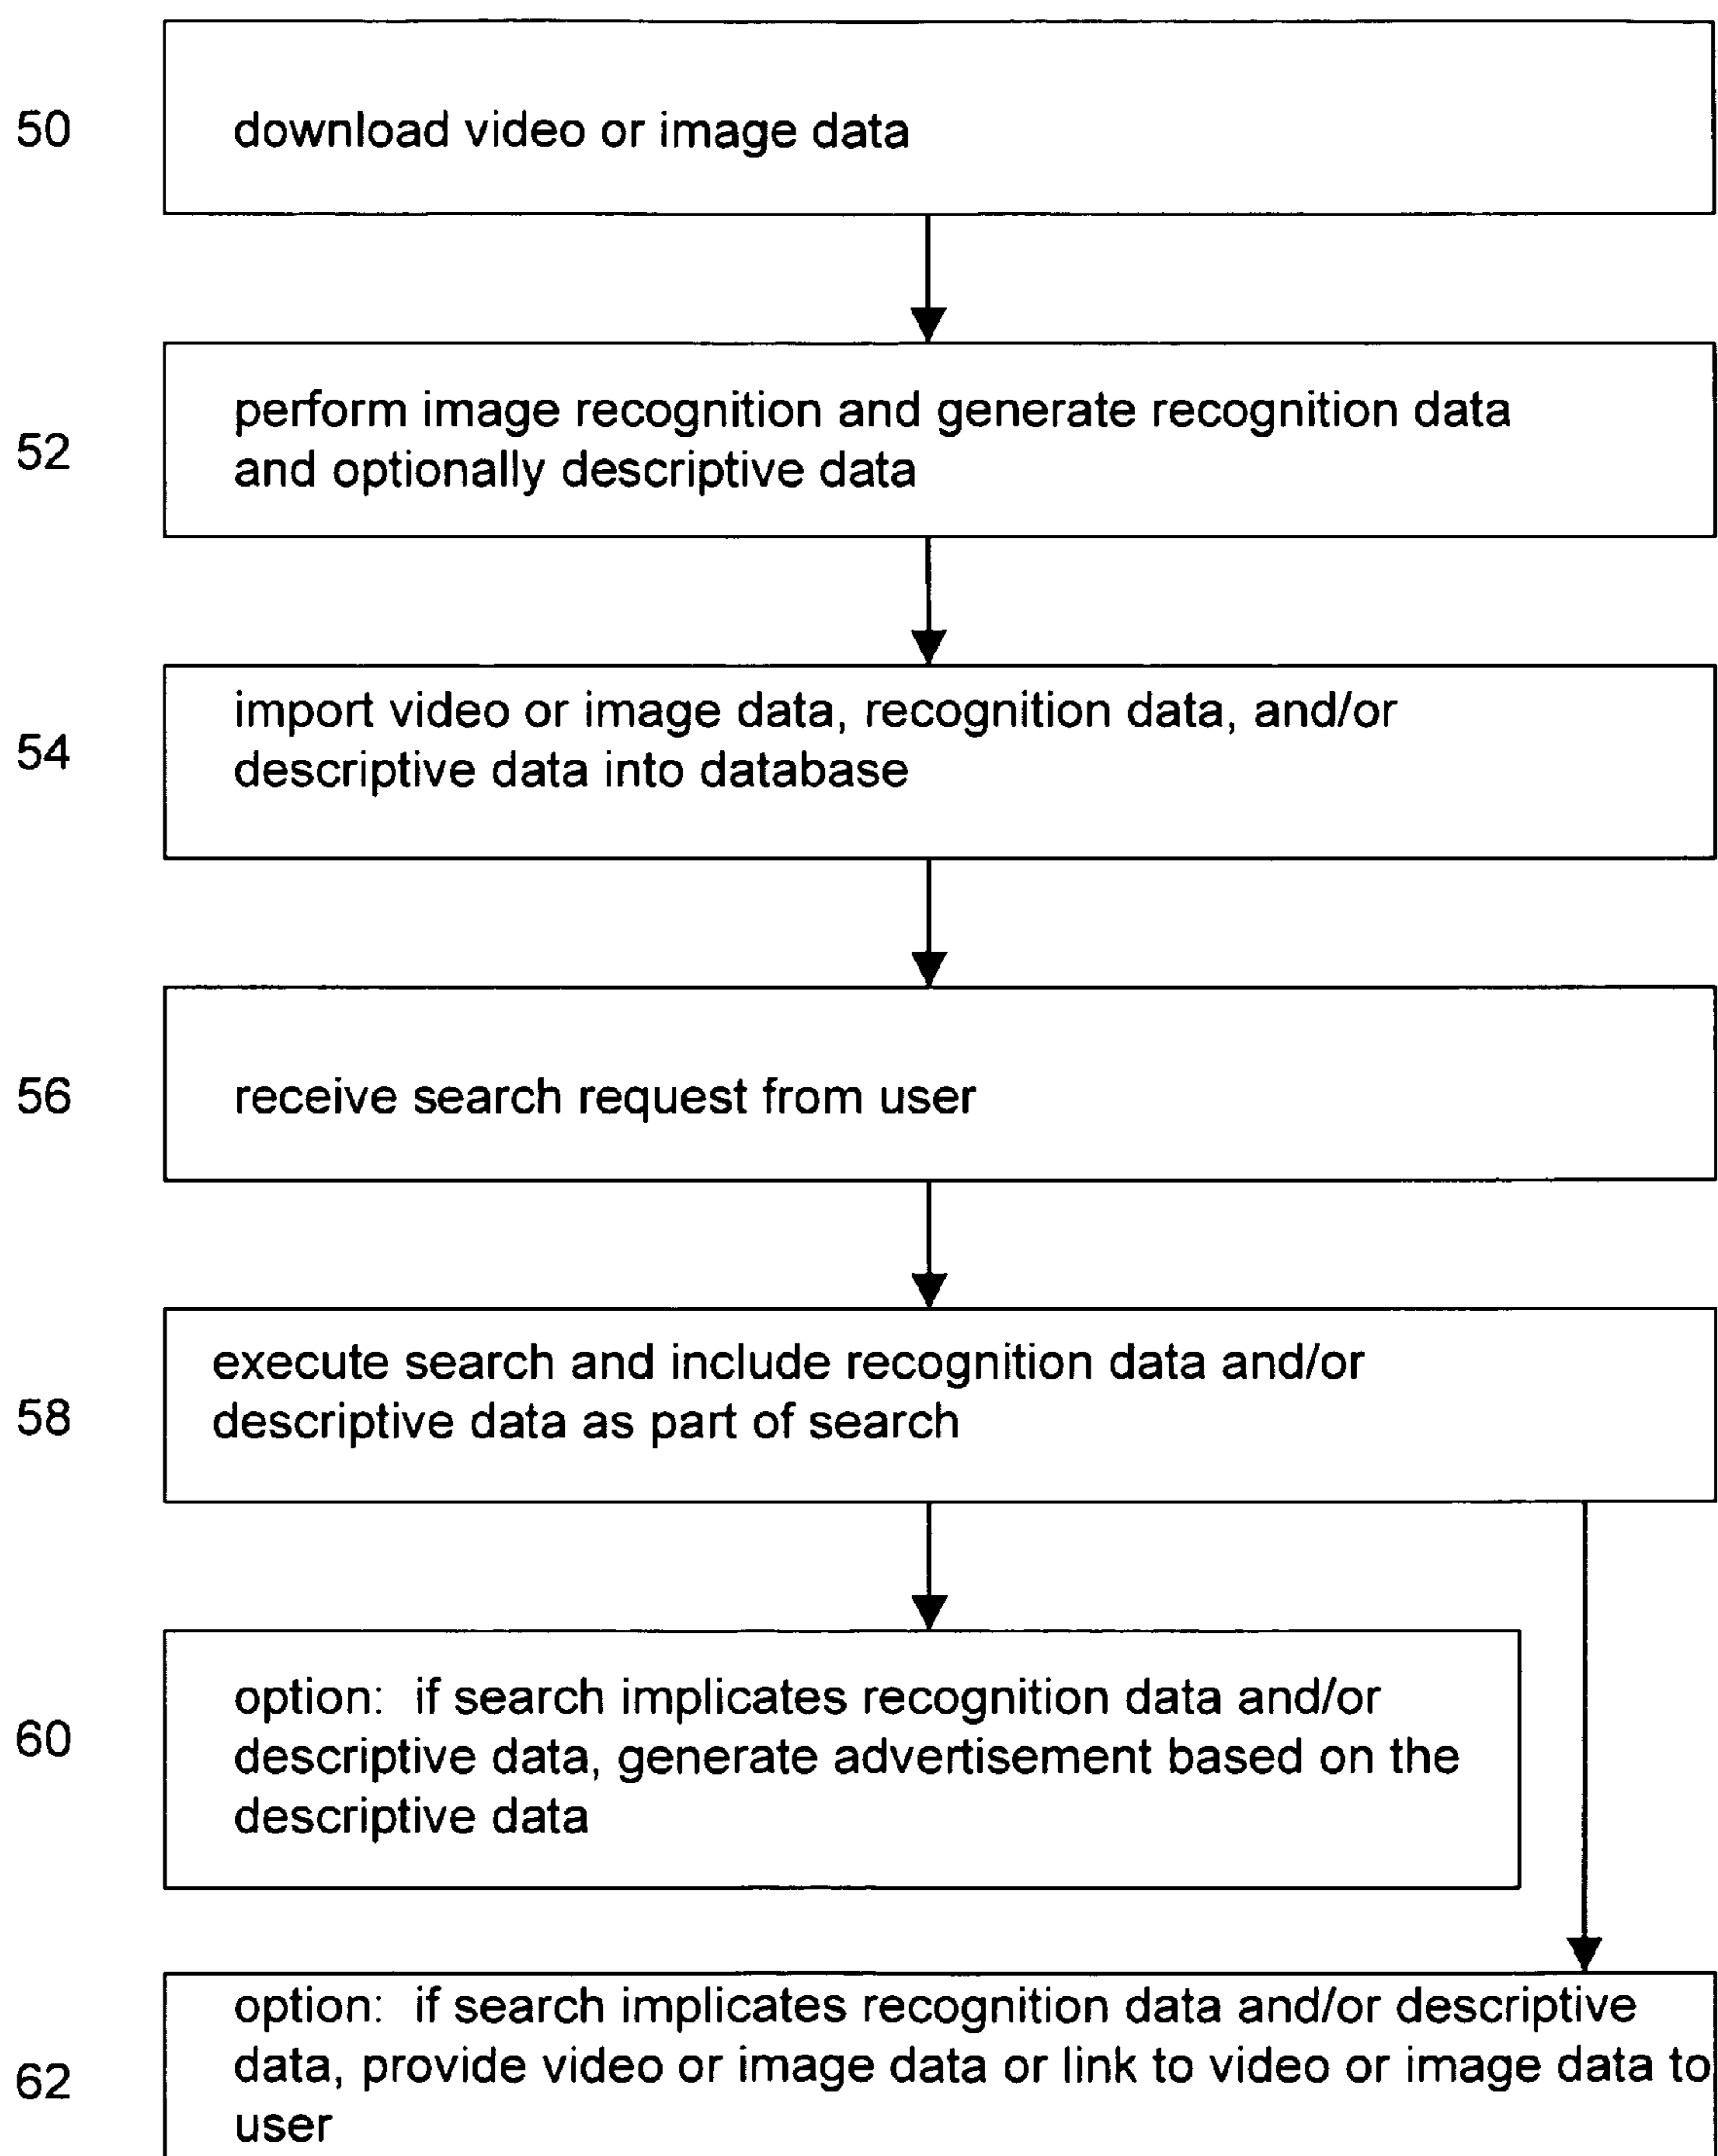 50
download video or image data
52
perform image recognition and generate recognition data
and optionally descriptive data
54
import video or image data, recognition data, and/or
descriptive data into database
56
receive search request from user
58
execute search and include recognition data and/or
descriptive data as part of search
60
option:  if search implicates recognition data and/or
descriptive data, generate advertisement based on the
descriptive data
62
option:  if search implicates recognition data and/or descriptive
data, provide video or image data or link to video or image data to
user